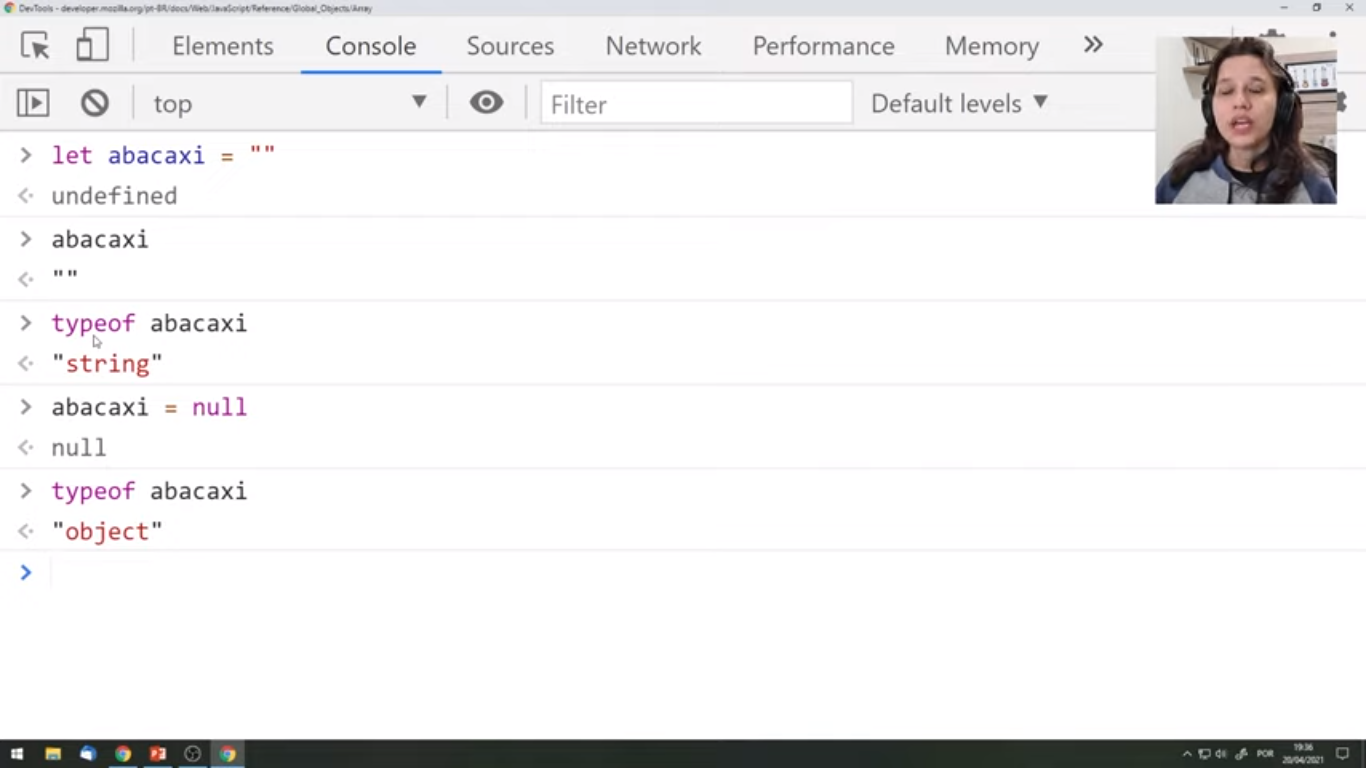 DevTools - developer.mozilla.org/pt-BR/docs/Web/JavaScript/Reference/Global_Objects/Array
Elements Console Sources Network Performance Memory »
top ▼ Filter Default levels ▼
> let abacaxi = ""
undefined
> abacaxi
""
> typeof abacaxi
"string"
> abacaxi = null
null
> typeof abacaxi
"object"
>
POR 19:36
20/04/2021